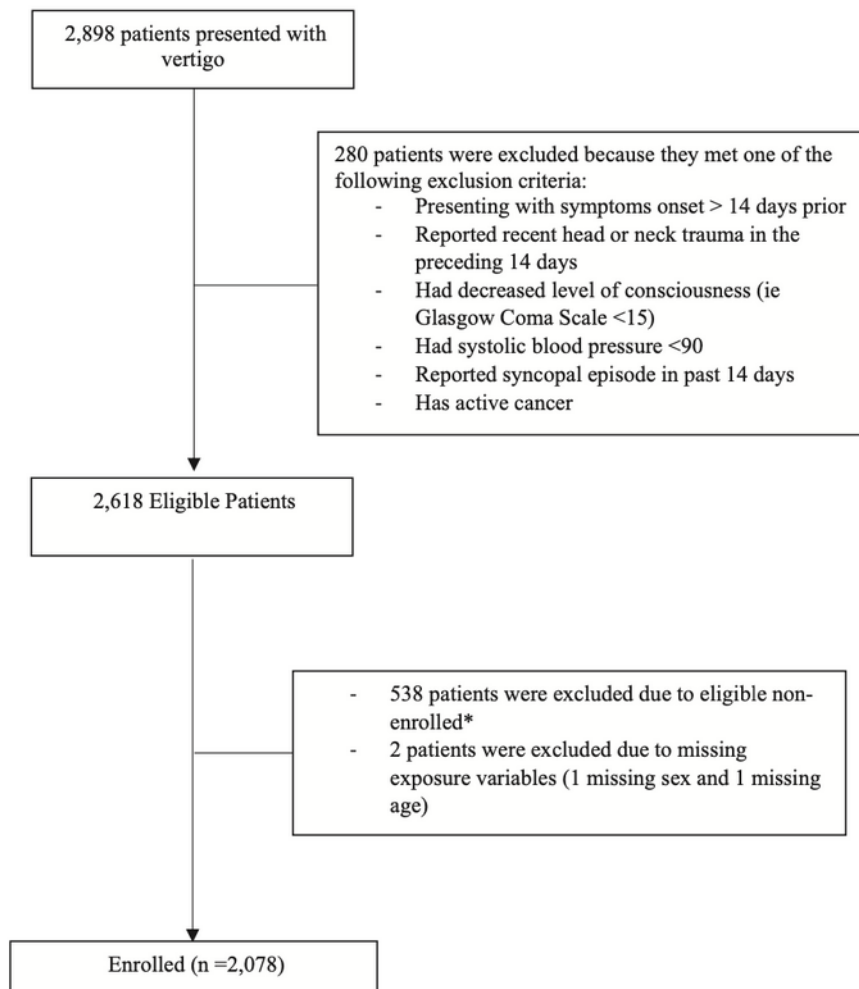 2,898 patients presented with
vertigo
280 patients were excluded because they met one of the
following exclusion criteria:
- Presenting with symptoms onset > 14 days prior
- Reported recent head or neck trauma in the
preceding 14 days
- Had decreased level of consciousness (ie
Glasgow Coma Scale <15)
- Had systolic blood pressure <90
- Reported syncopal episode in past 14 days
- Has active cancer
2,618 Eligible Patients
- 538 patients were excluded due to eligible non-
enrolled*
- 2 patients were excluded due to missing
exposure variables (1 missing sex and 1 missing
age)
Enrolled (n =2,078)